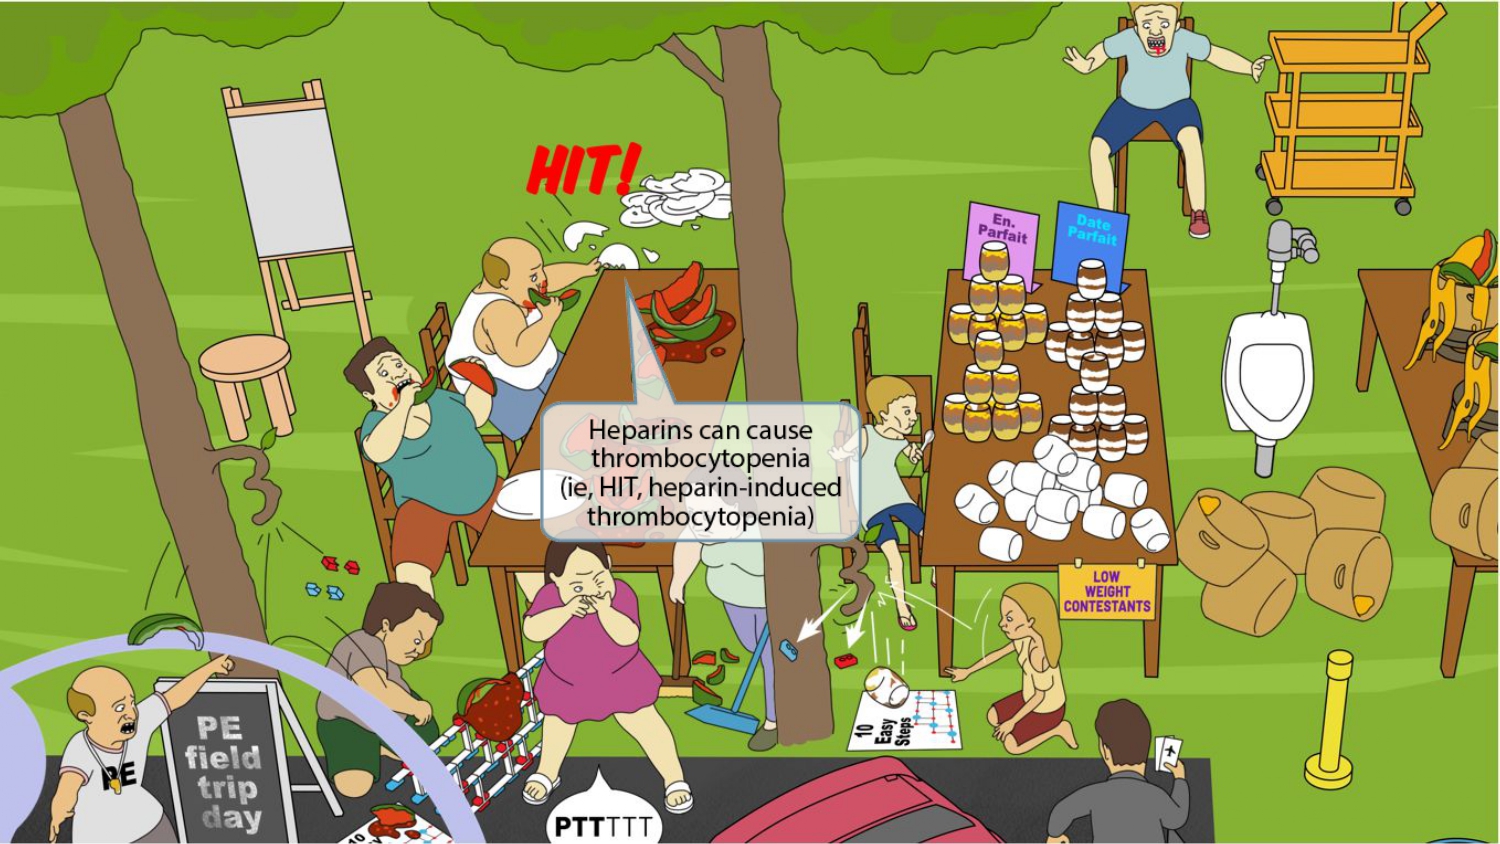 HIT!
En.
Parfait
Date
Parfait
Heparins can cause
thrombocytopenia
(ie, HIT, heparin-induced
thrombocytopenia)
LOW
WEIGHT
CONTESTANTS
10
Easy
Steps
PE
field
trip
day
PE
PTTTTT
10